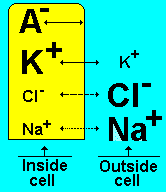 A⁻
K⁺ K⁺
Cl⁻ Cl⁻
Na⁺ Na⁺
Inside Outside
cell cell